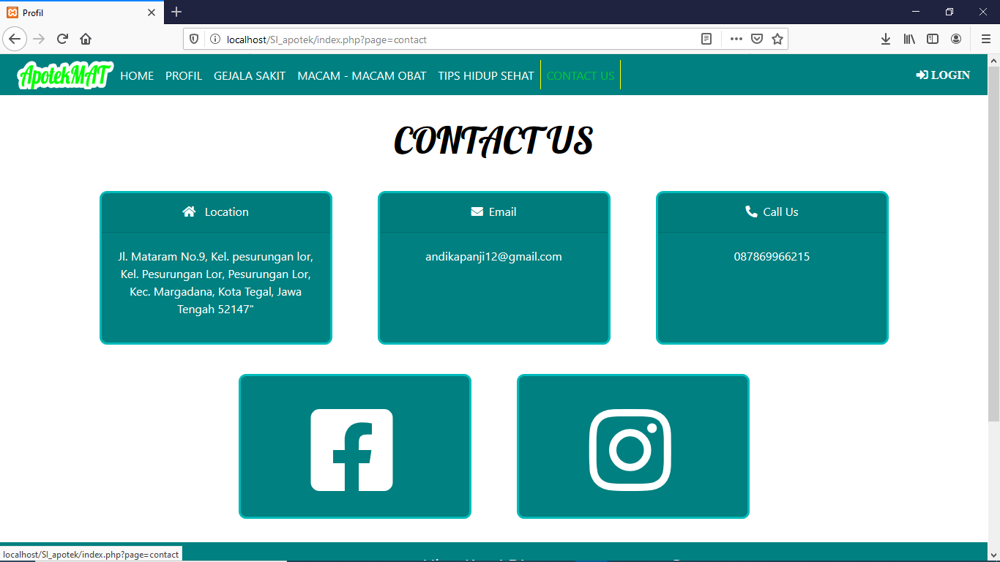 Profil
localhost/SI_apotek/index.php?page=contact
ApotekMAT HOME PROFIL GEJALA SAKIT MACAM - MACAM OBAT TIPS HIDUP SEHAT CONTACT US LOGIN
CONTACT US
Location
Jl. Mataram No.9, Kel. pesurungan lor,
Kel. Pesurungan Lor, Pesurungan Lor,
Kec. Margadana, Kota Tegal, Jawa
Tengah 52147"
Email
andikapanji12@gmail.com
Call Us
087869966215
localhost/SI_apotek/index.php?page=contact